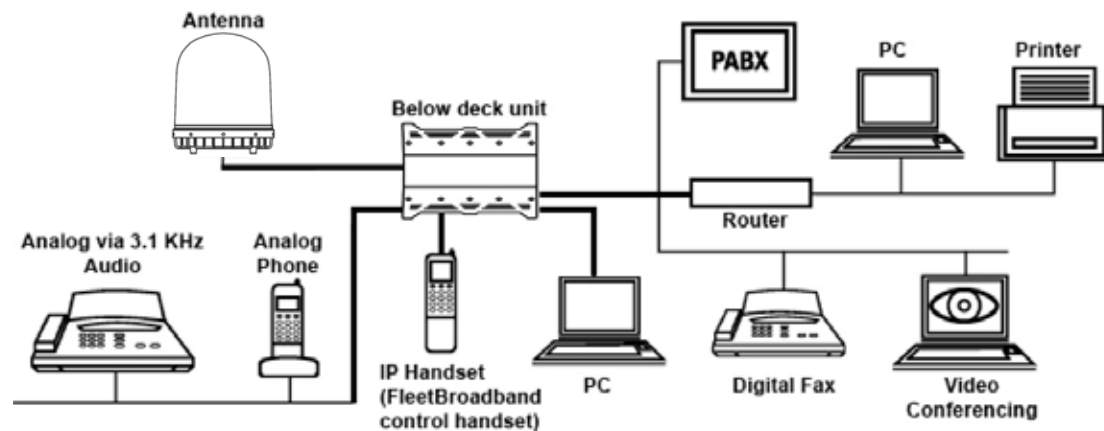 Antenna
Below deck unit
PABX
PC
Printer
Router
Analog via 3.1 KHz
Audio
Analog
Phone
IP Handset
(FleetBroadband
control handset)
PC
Digital Fax
Video
Conferencing